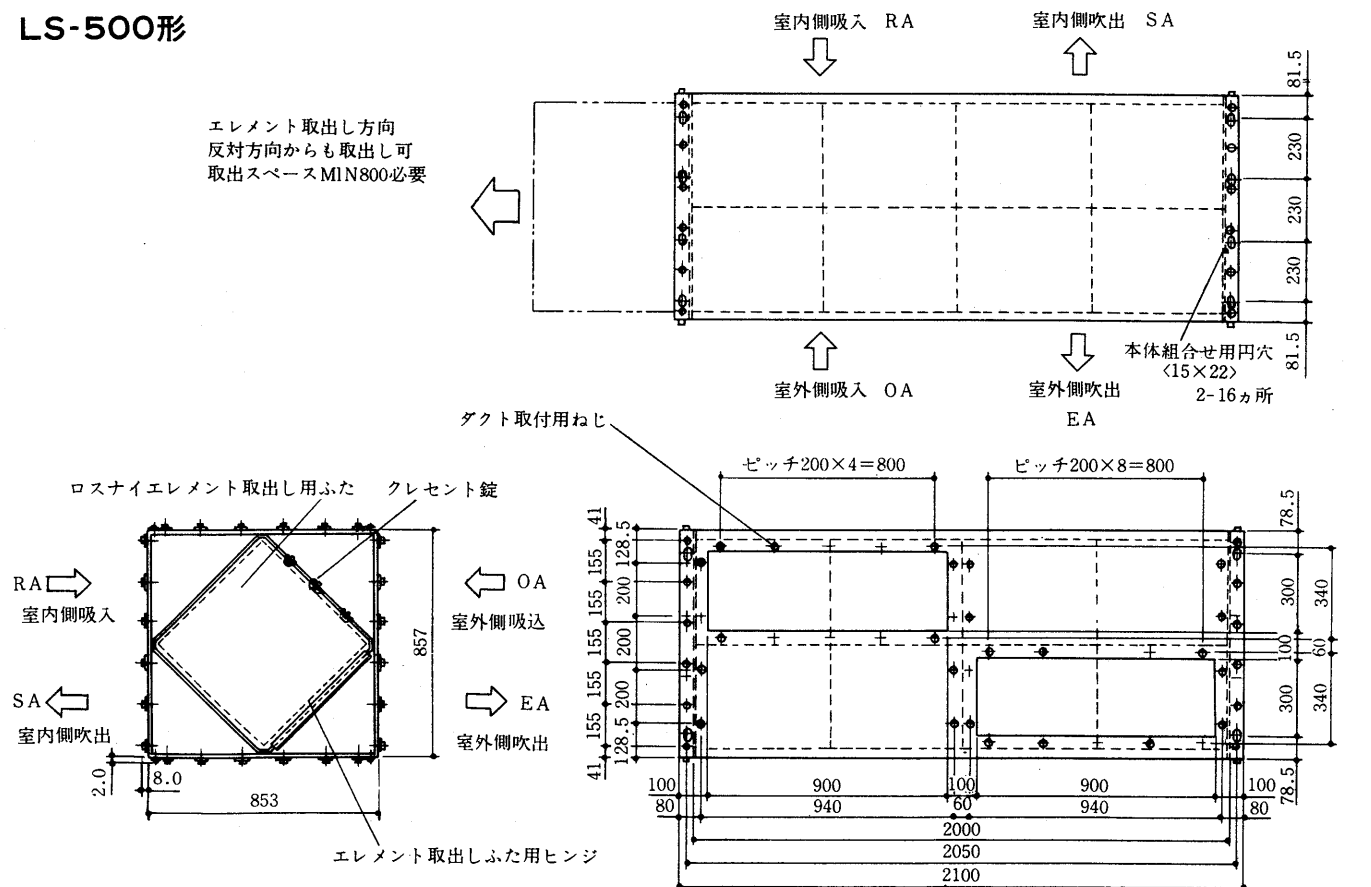 LS-500形
室内側吸入 RA
室内側吹出 SA
エレメント取出し方向
反対方向からも取出し可
取出スペースMIN800必要
81.5
230
230
230
81.5
室外側吸入 OA
室外側吹出
EA
本体組合せ用円穴
〈15×22〉
2-16ヵ所
ダクト取付用ねじ
ロスナイエレメント取出し用ふた
クレセント錠
RA
室内側吸入
OA
室外側吸込
SA
室内側吹出
EA
室外側吹出
857
2.0
8.0
853
エレメント取出しふた用ヒンジ
ピッチ200×4=800
ピッチ200×8=800
41
155
155
155
155
155
41
128.5
200
200
200
128.5
78.5
300
100
300
78.5
340
60
340
100
900
100
900
100
80
940
60
940
80
2000
2050
2100